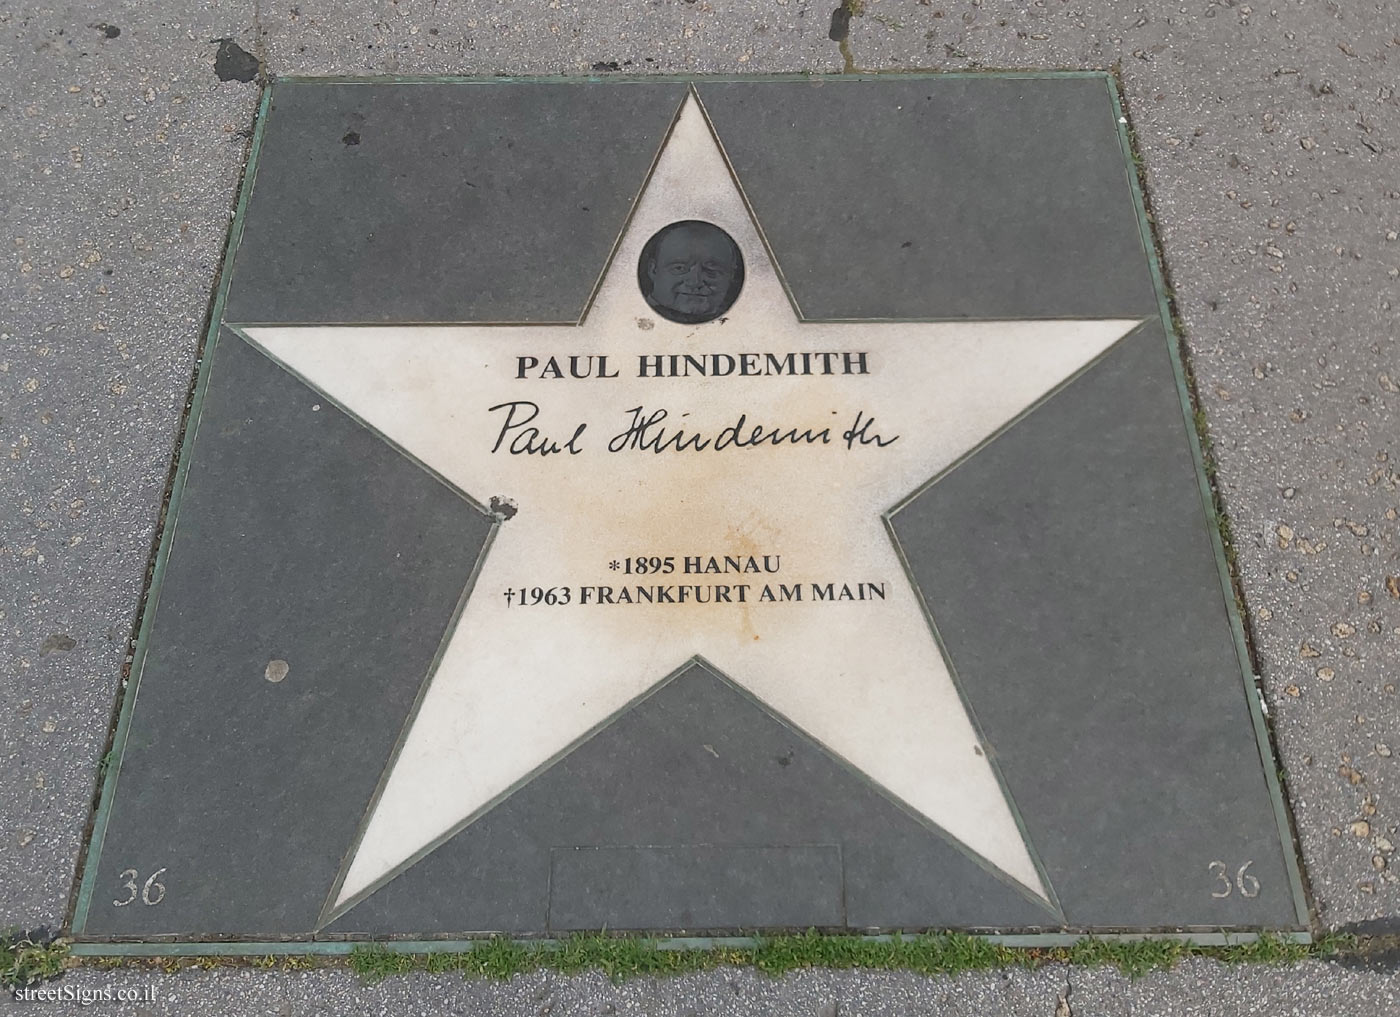 PAUL HINDEMITH
Paul Hindemith
*1895 HANAU
†1963 FRANKFURT AM MAIN
36 36
streetSigns.co.il